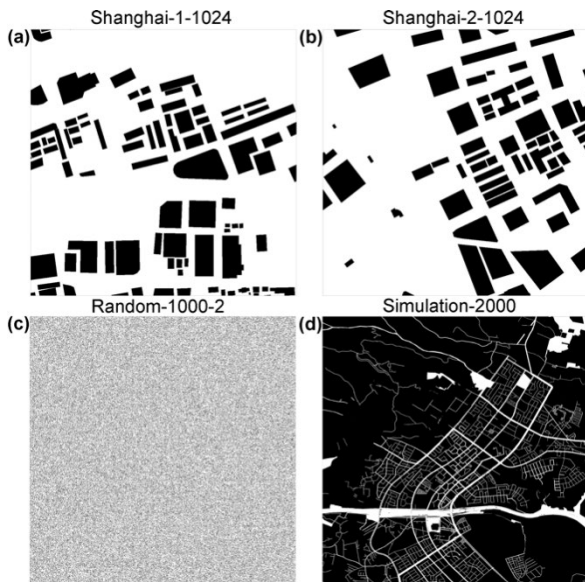 Shanghai-1-1024
Shanghai-2-1024
(a)
(b)
Random-1000-2
Simulation-2000
(c)
(d)